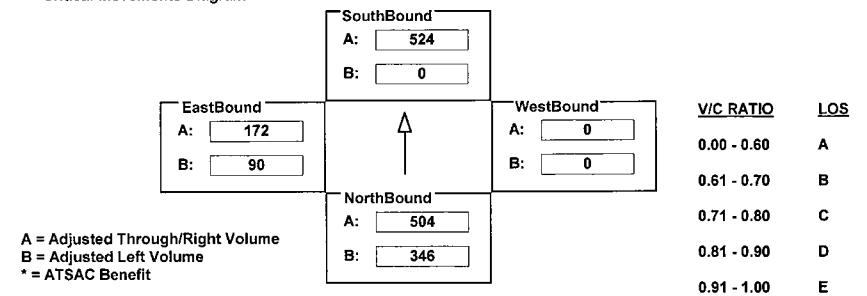 SouthBound
A: 524
B: 0
EastBound
A: 172
B: 90
WestBound
A: 0
B: 0
NorthBound
A: 504
B: 346
A = Adjusted Through/Right Volume
B = Adjusted Left Volume
* = ATSAC Benefit
V/C RATIO LOS
0.00 - 0.60 A
0.61 - 0.70 B
0.71 - 0.80 C
0.81 - 0.90 D
0.91 - 1.00 E